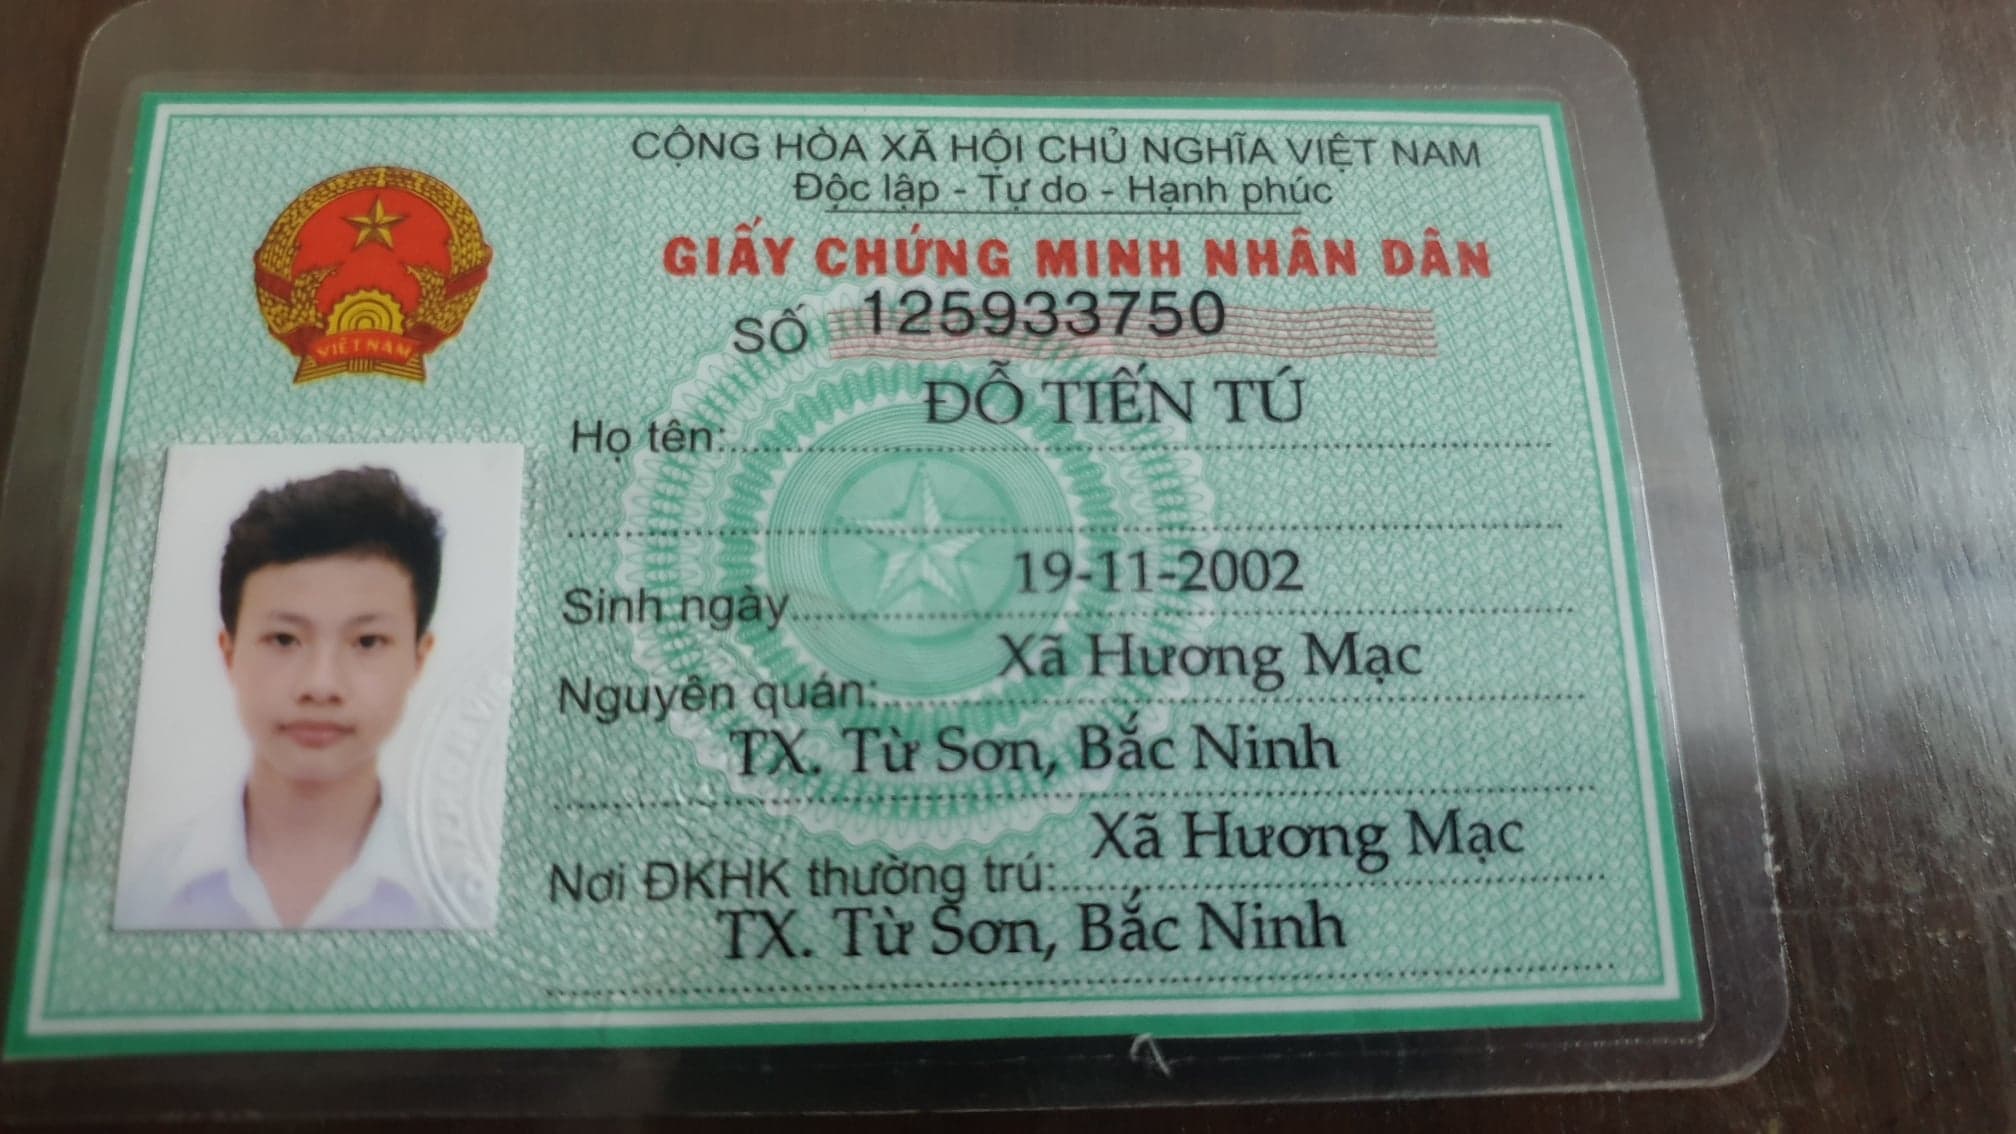 CỘNG HÒA XÃ HỘI CHỦ NGHĨA VIỆT NAM
Độc lập - Tự do - Hạnh phúc
GIẤY CHỨNG MINH NHÂN DÂN
SỐ 125933750
VIỆT NAM
Họ tên: ĐỖ TIẾN TÚ
Sinh ngày 19-11-2002
Nguyên quán: Xã Hương Mạc
TX. Từ Sơn, Bắc Ninh
Nơi ĐKHK thường trú: Xã Hương Mạc
TX. Từ Sơn, Bắc Ninh